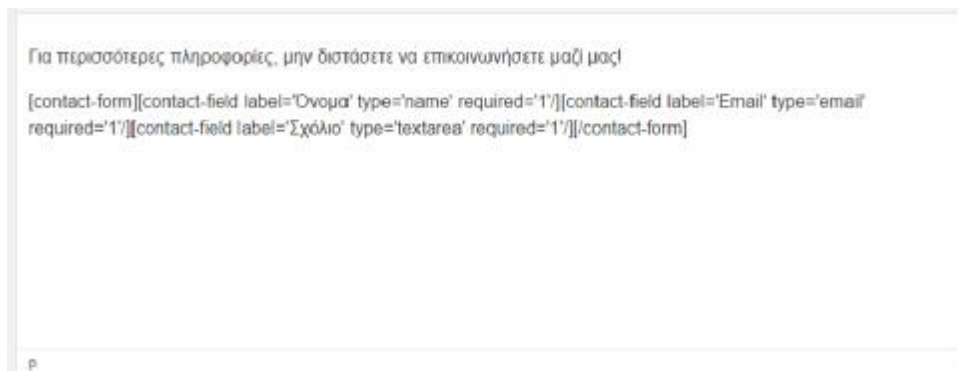 Για περισσότερες πληροφορίες, μην διστάσετε να επικοινωνήσετε μαζί μας!
[contact-form][contact-field label='Όνομα' type='name' required='1'/][contact-field label='Email' type='email'
required='1'/][contact-field label='Σχόλιο' type='textarea' required='1'/][/contact-form]
p